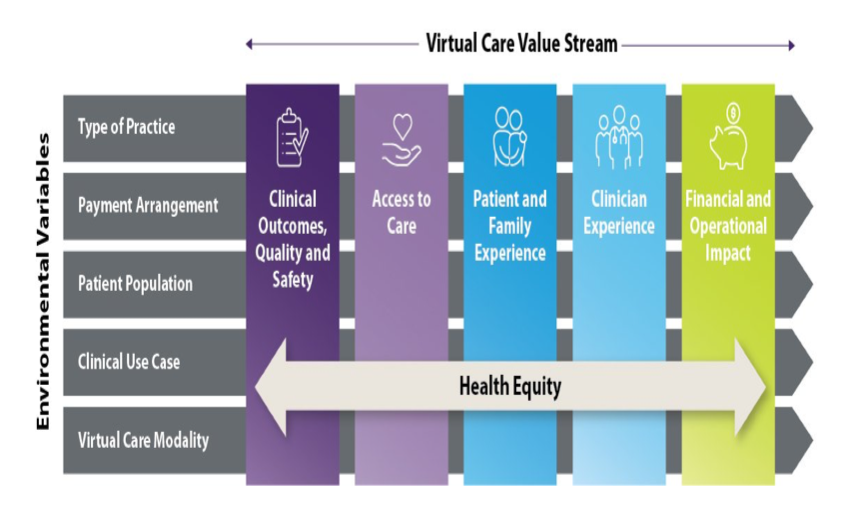 Virtual Care Value Stream
Environmental Variables
Type of Practice
Payment Arrangement
Patient Population
Clinical Use Case
Virtual Care Modality
Clinical
Outcomes,
Quality and
Safety
Access to
Care
Patient and
Family
Experience
Clinician
Experience
$
Financial and
Operational
Impact
Health Equity